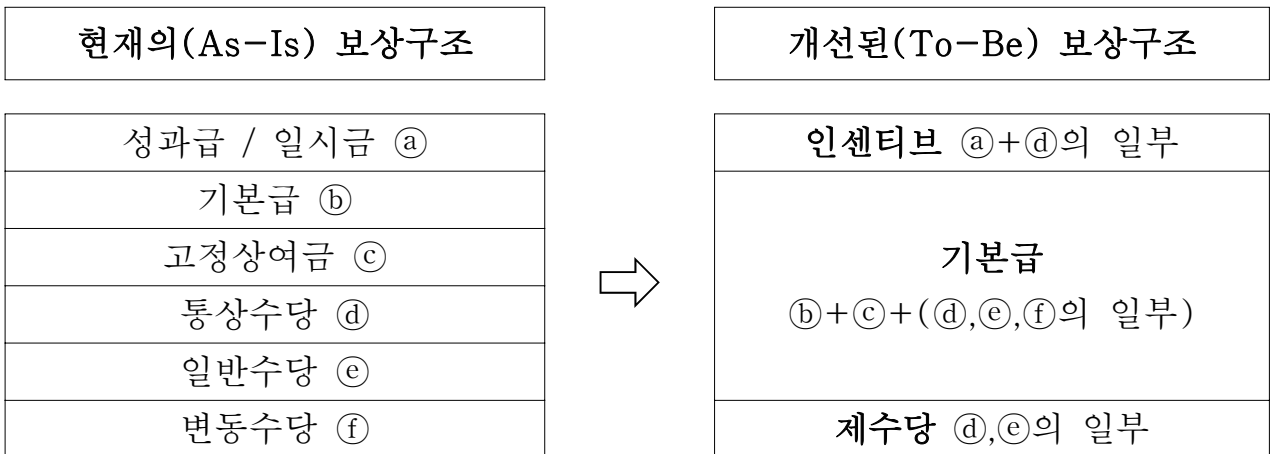 현재의(As-Is) 보상구조
개선된(To-Be) 보상구조
성과급 / 일시금 ⓐ
기본급 ⓑ
고정상여금 ⓒ
통상수당 ⓓ
일반수당 ⓔ
변동수당 ⓕ
인센티브 ⓐ+ⓓ의 일부
기본급
ⓑ+ⓒ+(ⓓ,ⓔ,ⓕ의 일부)
제수당 ⓓ,ⓔ의 일부